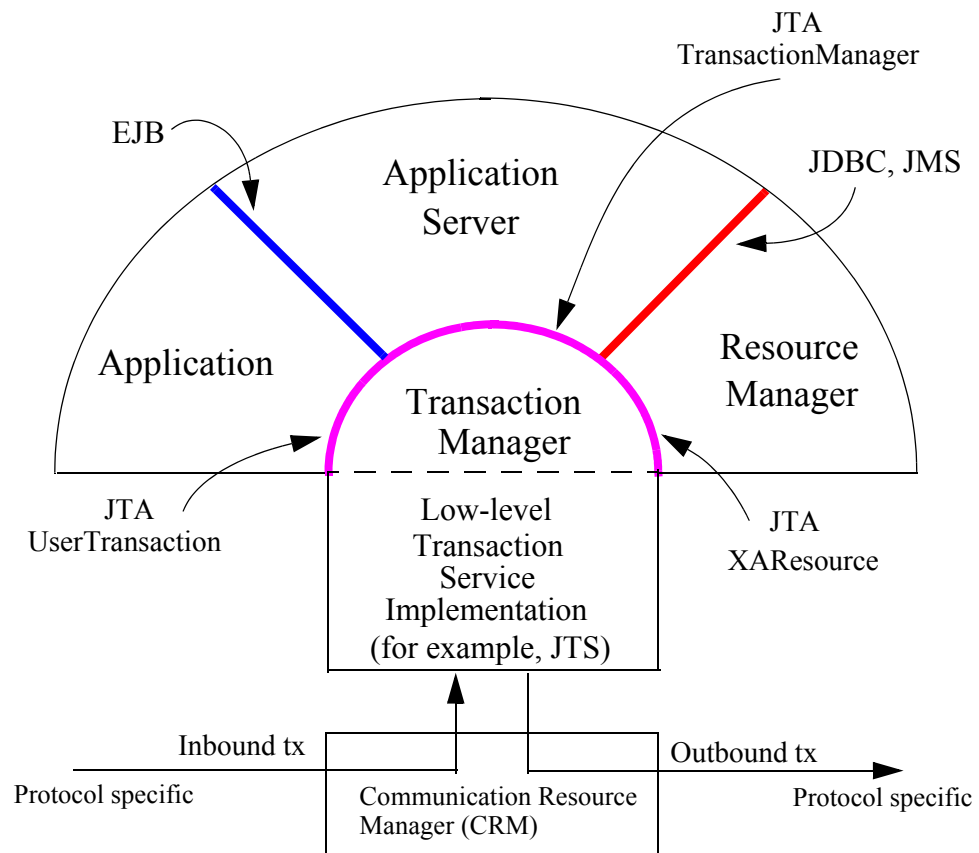 JTA
TransactionManager
EJB
JDBC, JMS
Application
Server
Application
Resource
Manager
Transaction
Manager
JTA
UserTransaction
JTA
XAResource
Low-level
Transaction
Service
Implementation
(for example, JTS)
Inbound tx
Outbound tx
Protocol specific
Protocol specific
Communication Resource
Manager (CRM)